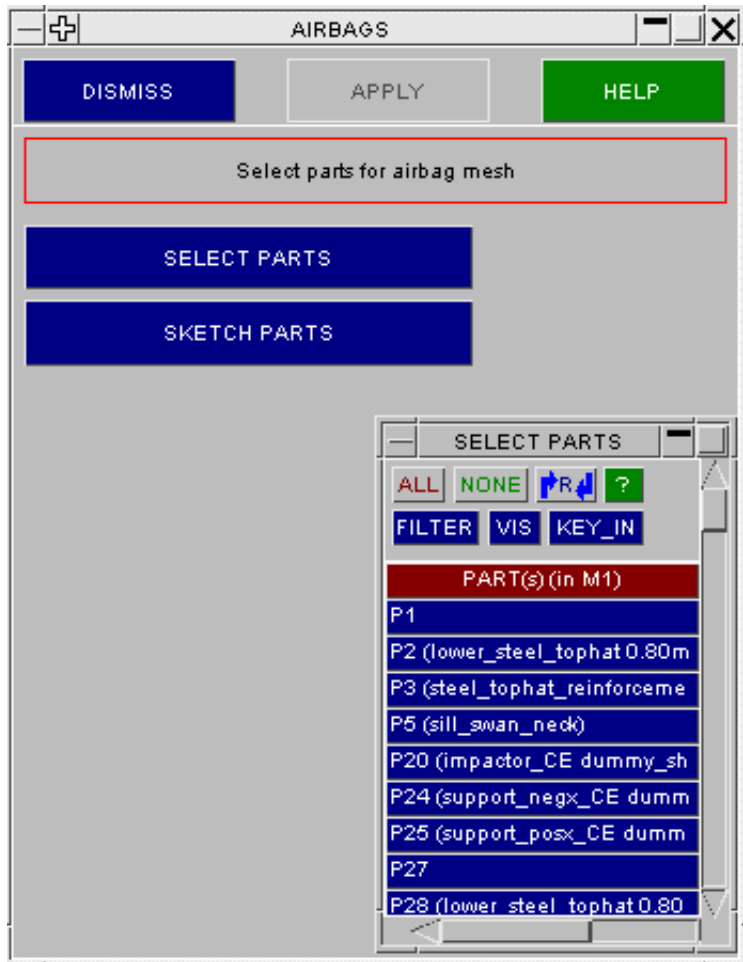 AIRBAGS
DISMISS APPLY HELP
Select parts for airbag mesh
SELECT PARTS
SKETCH PARTS
SELECT PARTS
ALL NONE R ?
FILTER VIS KEY_IN
PART(s) (in M1)
P1
P2 (lower_steel_tophat 0.80m
P3 (steel_tophat_reinforceme
P5 (sill_swan_neck)
P20 (impactor_CE dummy_sh
P24 (support_negx_CE dumm
P25 (support_posx_CE dumm
P27
P28 (lower_steel_tophat 0.80